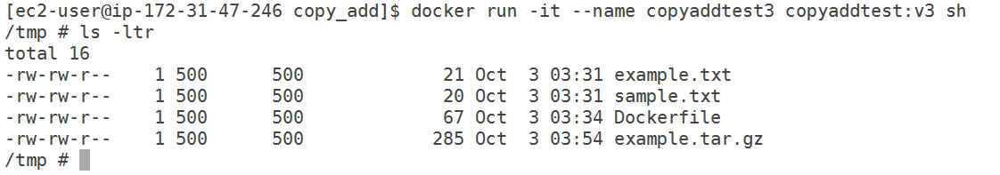 [ec2-user@ip-172-31-47-246 copy_add]$ docker run -it --name copyaddtest3 copyaddtest:v3 sh
/tmp # ls -ltr
total 16
-rw-rw-r--    1 500      500             21 Oct  3 03:31 example.txt
-rw-rw-r--    1 500      500             20 Oct  3 03:31 sample.txt
-rw-rw-r--    1 500      500             67 Oct  3 03:34 Dockerfile
-rw-rw-r--    1 500      500            285 Oct  3 03:54 example.tar.gz
/tmp #